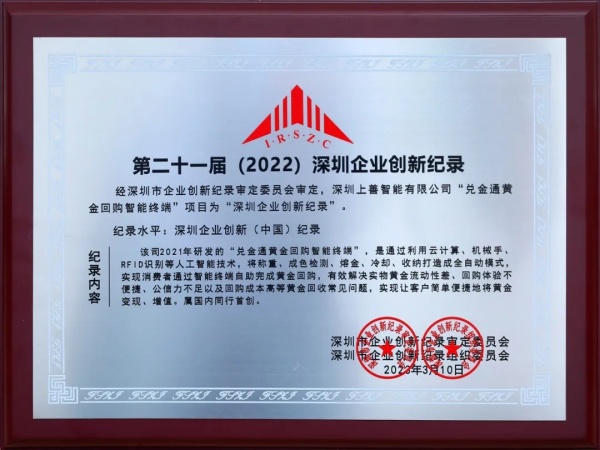 I·R·S·Z·C
第二十一届（2022）深圳企业创新纪录
经深圳市企业创新纪录审定委员会审定，深圳上善智能有限公司“兑金通黄
金回购智能终端”项目为“深圳企业创新纪录”。
纪录水平：深圳企业创新（中国）纪录
纪录内容
该司2021年研发的“兑金通黄金回购智能终端”，是通过利用云计算、机械手、
RFID识别等人工智能技术，将称重、成色检测、熔金、冷却、收纳打造成全自助模式，
实现消费者通过智能终端自助完成黄金回购，有效解决实物黄金流动性差、回购体验不
便捷、公信力不足以及回购成本高等黄金回收常见问题，实现让客户简单便捷地将黄金
变现、增值。属国内同行首创。
深圳市企业创新纪录审定委员会
深圳市企业创新纪录组织委员会
2023年3月10日